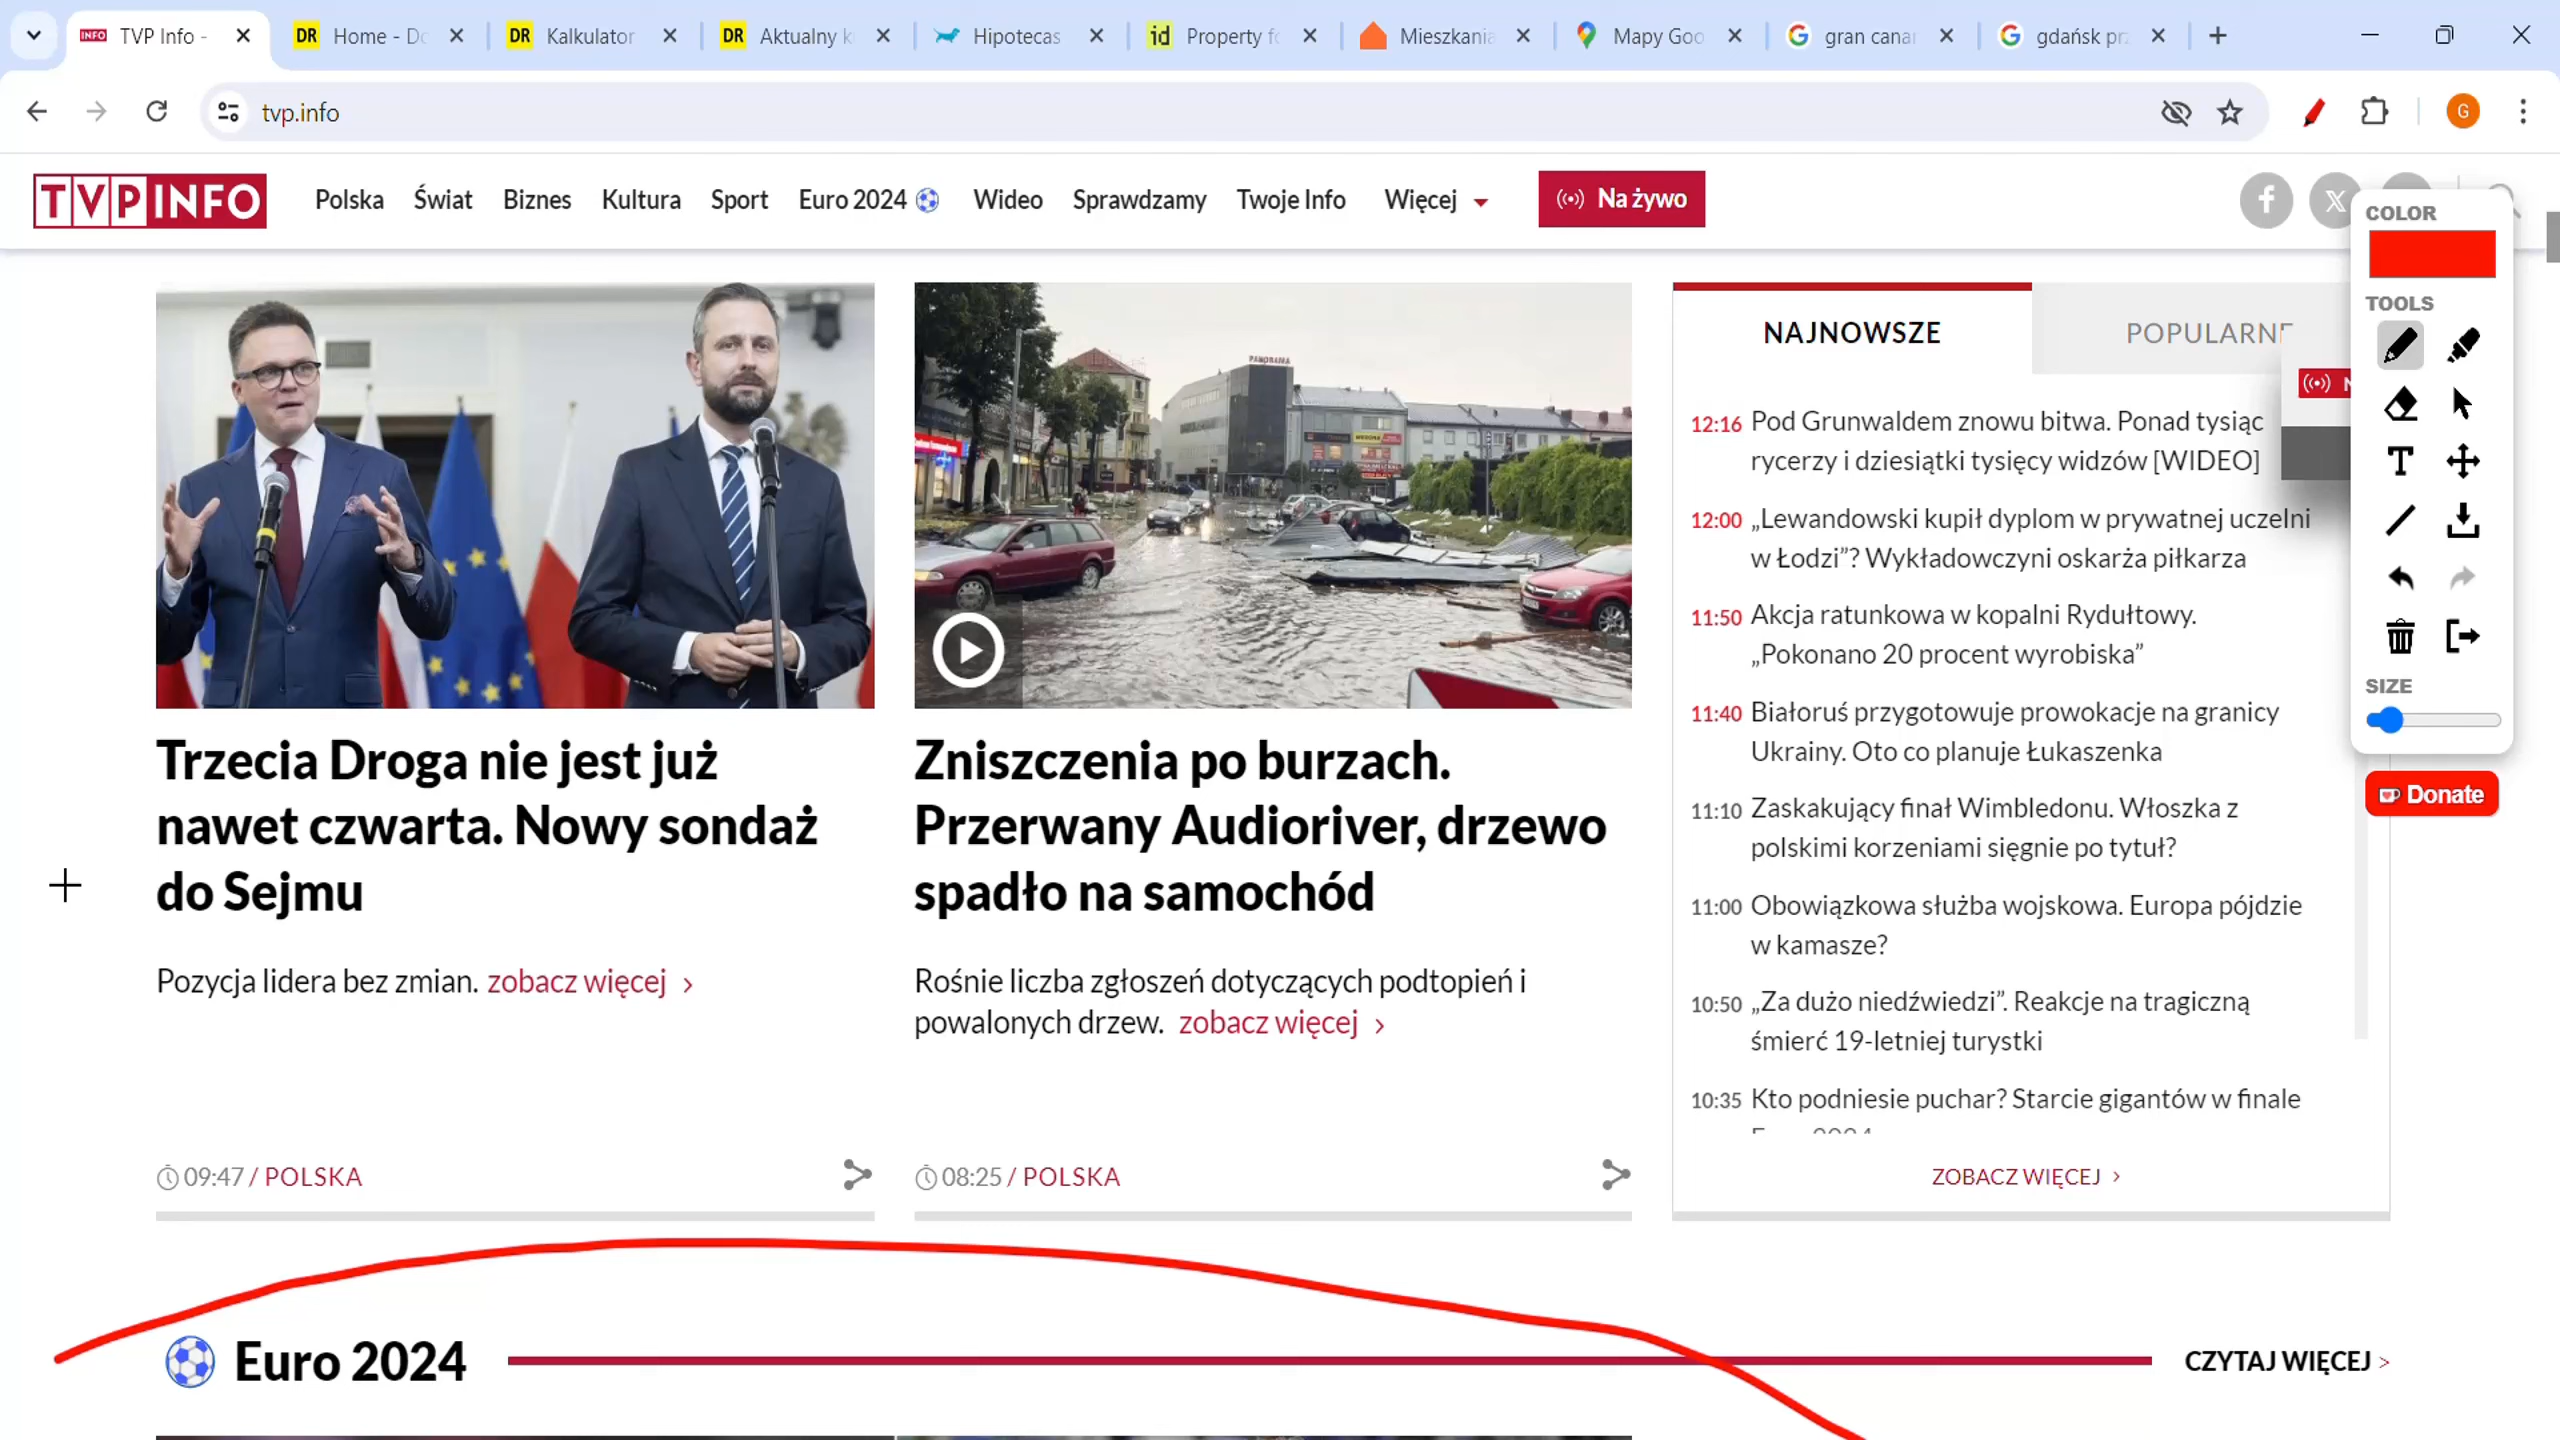 TVP Info -
Home - Do
Kalkulator
Aktualny k
Hipotecas
Property fo
Mieszkania
Mapy Goo
gran canar
gdańsk prz
tvp.info
G
TVP INFO
Polska
Świat
Biznes
Kultura
Sport
Euro 2024
Wideo
Sprawdzamy
Twoje Info
Więcej
Na żywo
COLOR
TOOLS
SIZE
Donate
PANORAMA
Trzecia Droga nie jest już
nawet czwarta. Nowy sondaż
do Sejmu
Pozycja lidera bez zmian. zobacz więcej >
09:47 / POLSKA
Zniszczenia po burzach.
Przerwany Audioriver, drzewo
spadło na samochód
Rośnie liczba zgłoszeń dotyczących podtopień i
powalonych drzew. zobacz więcej >
08:25 / POLSKA
NAJNOWSZE
POPULARNE
12:16 Pod Grunwaldem znowu bitwa. Ponad tysiąc
rycerzy i dziesiątki tysięcy widzów [WIDEO]
12:00 „Lewandowski kupił dyplom w prywatnej uczelni
w Łodzi”? Wykładowczyni oskarża piłkarza
11:50 Akcja ratunkowa w kopalni Rydułtowy.
„Pokonano 20 procent wyrobiska”
11:40 Białoruś przygotowuje prowokacje na granicy
Ukrainy. Oto co planuje Łukaszenka
11:10 Zaskakujący finał Wimbledonu. Włoszka z
polskimi korzeniami sięgnie po tytuł?
11:00 Obowiązkowa służba wojskowa. Europa pójdzie
w kamasze?
10:50 „Za dużo niedźwiedzi”. Reakcje na tragiczną
śmierć 19-letniej turystki
10:35 Kto podniesie puchar? Starcie gigantów w finale
Euro 2024
ZOBACZ WIĘCEJ >
Euro 2024
CZYTAJ WIĘCEJ >